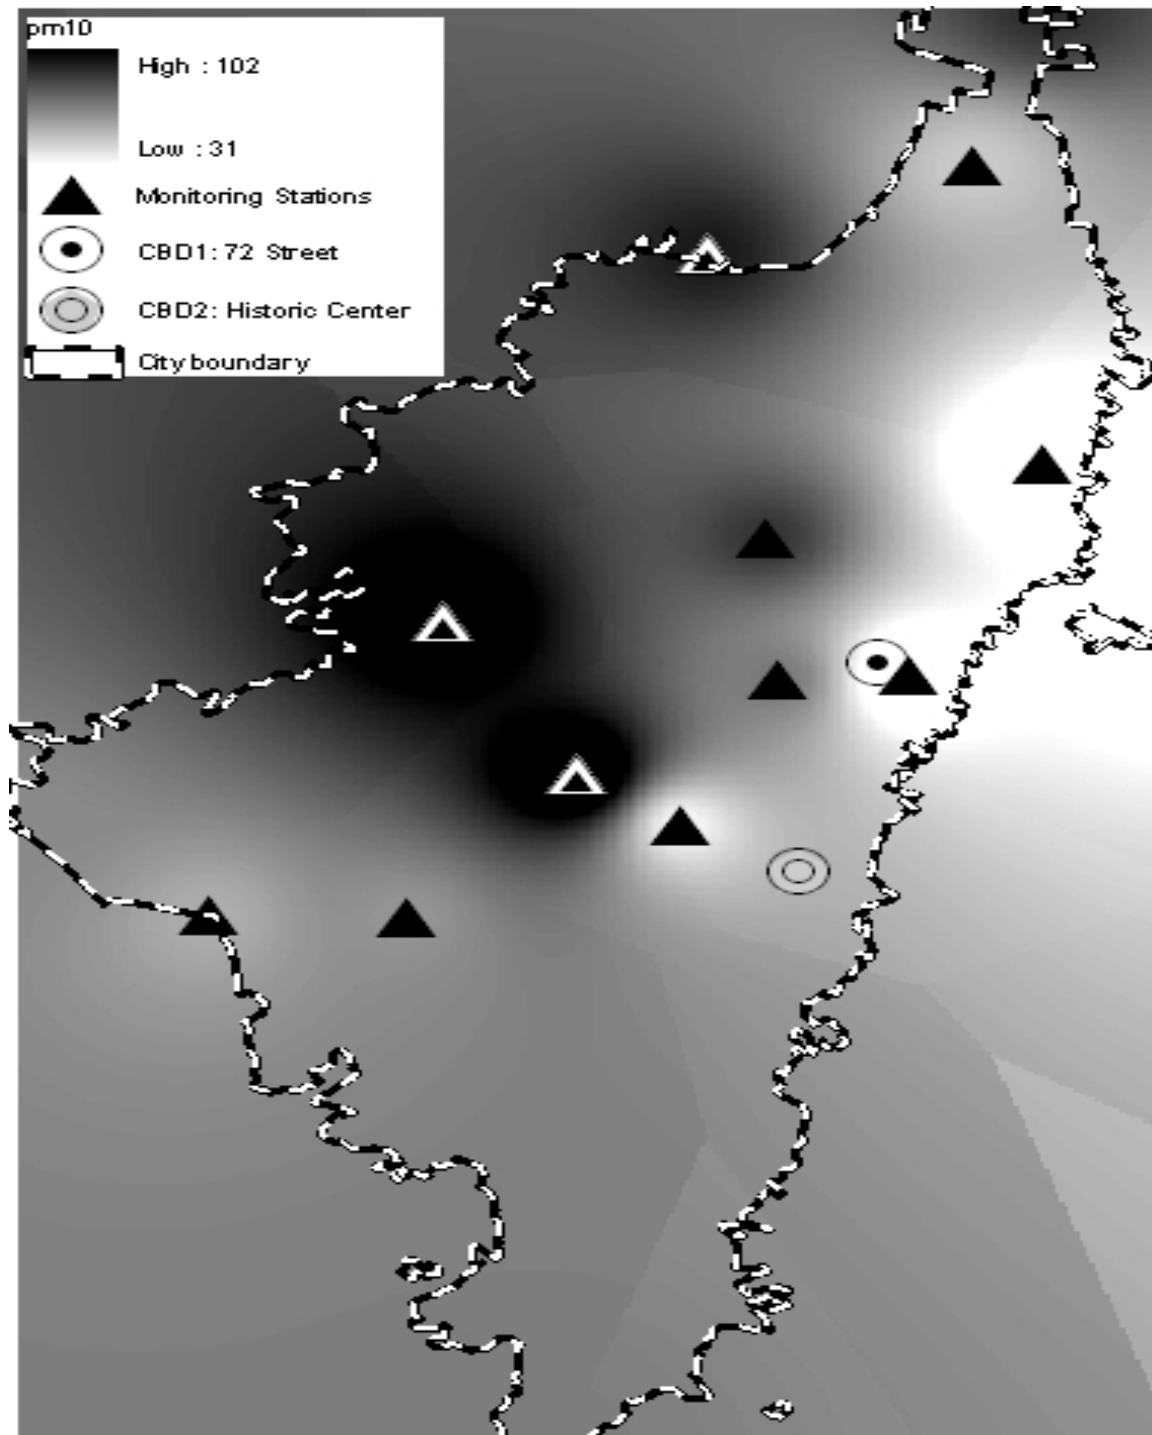 pm10
High : 102
Low : 31
Monitoring Stations
CBD1: 72 Street
CBD2: Historic Center
City boundary